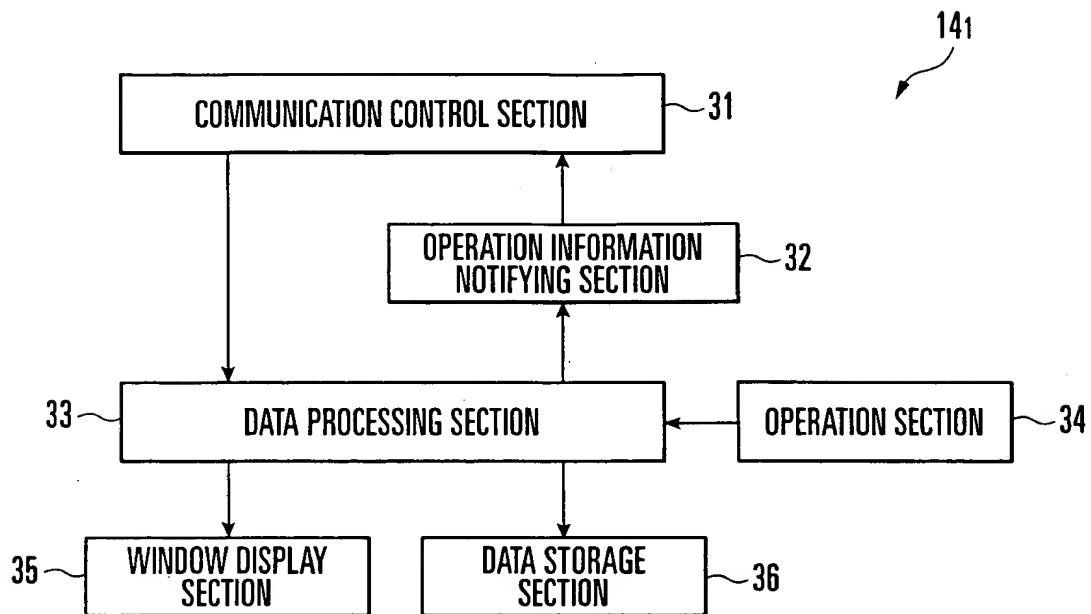 14₁
COMMUNICATION CONTROL SECTION
31
OPERATION INFORMATION
NOTIFYING SECTION
32
33
DATA PROCESSING SECTION
OPERATION SECTION
34
35
WINDOW DISPLAY
SECTION
DATA STORAGE
SECTION
36